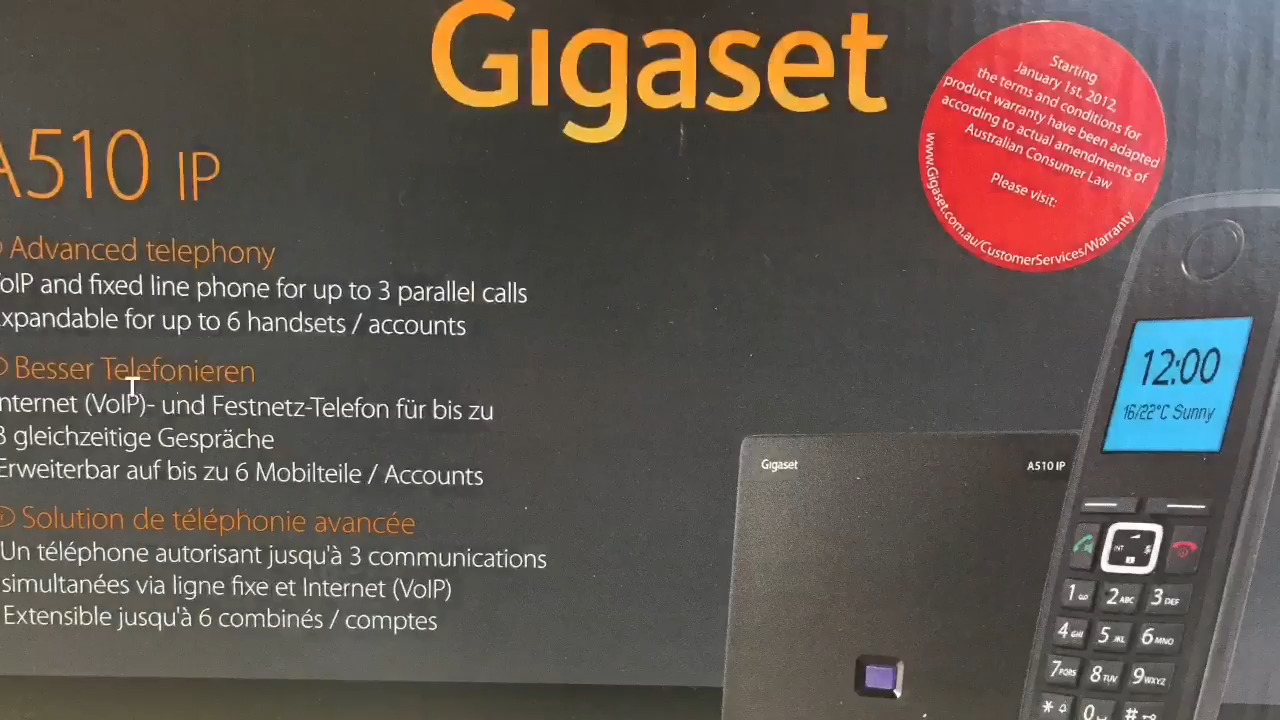 Gigaset
A510 IP
Advanced telephony
VoIP and fixed line phone for up to 3 parallel calls
Expandable for up to 6 handsets / accounts
Besser Telefonieren
Internet (VoIP)- und Festnetz-Telefon für bis zu
3 gleichzeitige Gespräche
Erweiterbar auf bis zu 6 Mobilteile / Accounts
Solution de téléphonie avancée
Un téléphone autorisant jusqu'à 3 communications
simultanées via ligne fixe et Internet (VoIP)
Extensible jusqu'à 6 combinés / comptes
Starting
January 1st, 2012,
the terms and conditions for
product warranty have been adapted
according to actual amendments of
Australian Consumer Law
Please visit:
www.Gigaset.com.au/CustomerServices/Warranty
12:00
16/22°C Sunny
Gigaset
A510 IP
INT
1 2 ABC 3 DEF
4 GHI 5 JKL 6 MNO
7 PQRS 8 TUV 9 WXYZ
* 0 #